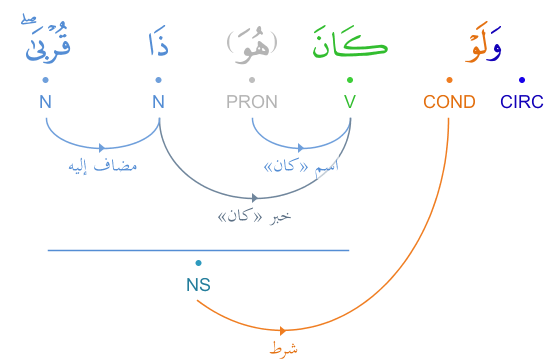 وَلَوْ كَانَ (هُوَ) ذَا قُرْبَىٰ ۖ
CIRC COND V PRON N N
اسم «كان» مضاف إليه
خبر «كان»
NS
شرط